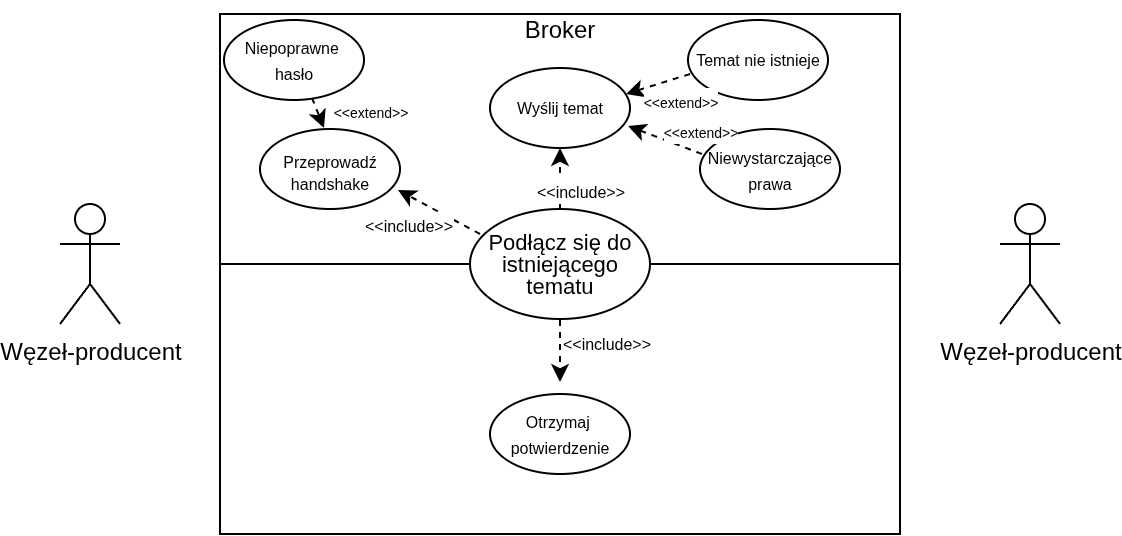 Broker
Niepoprawne
hasło
<<extend>>
Przeprowadź
handshake
<<include>>
Wyślij temat
Temat nie istnieje
<<extend>>
<<extend>>
Niewystarczające
prawa
<<include>>
Podłącz się do
istniejącego
tematu
<<include>>
Otrzymaj
potwierdzenie
Węzeł-producent
Węzeł-producent